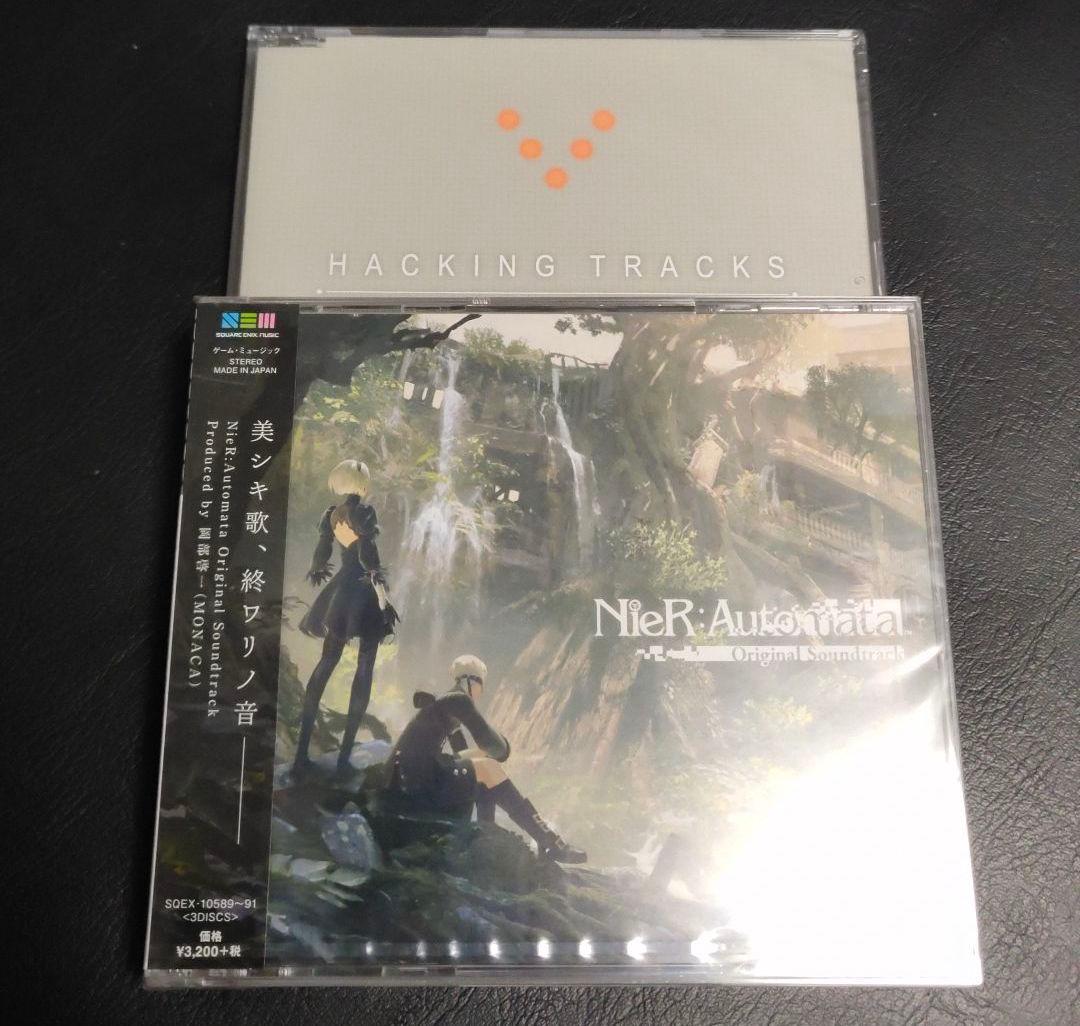 HACKING TRACKS
SQUARE ENIX MUSIC
ゲーム・ミュージック
STEREO
MADE IN JAPAN
美シキ歌、終ワリノ音
NieR:Automata Original Soundtrack
Produced by 岡部啓一(MONACA)
NieR:Automata
Original Soundtrack
SQEX-10589〜91
<3DISCS>
価格
¥3,200+税